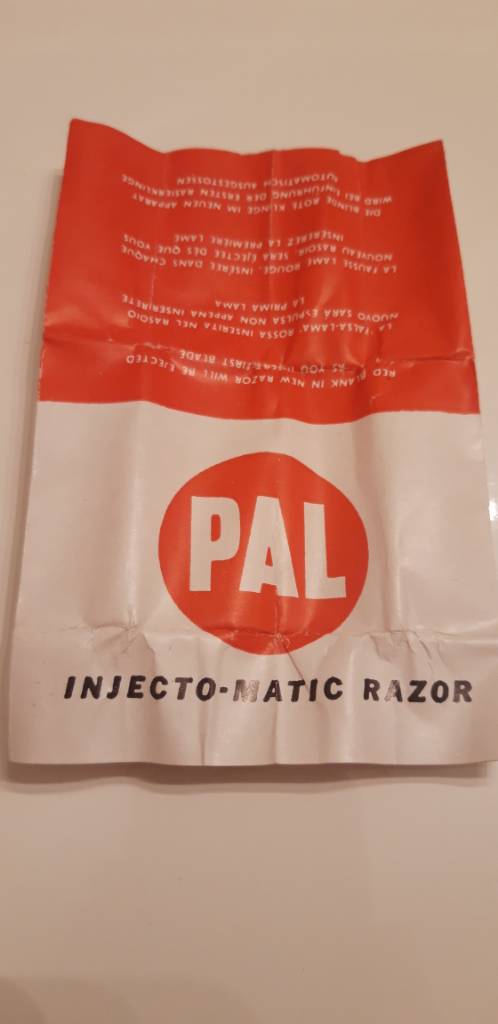 PAL
INJECTO-MATIC RAZOR
RED BLANK IN NEW RAZOR WILL BE EJECTED
AS YOU INSERT FIRST BLADE
LA FALSA-LAMA, ROSSA INSERITA NEL RASOIO
NUOVO SARÀ ESPULSA NON APPENA INSERIRETE
LA PRIMA LAMA
LA FAUSSE LAME ROUGE, INSÉRÉE DANS CHAQUE
NOUVEAU RASOIR, SERA ÉJECTÉE DÈS QUE VOUS
INSÉREREZ LA PREMIÈRE LAME
DIE BLINDE ROTE KLINGE IM NEUEN APPARAT
WIRD BEI EINFÜHRUNG DER ERSTEN RASIERKLINGE
AUTOMATISCH AUSGESTOSSEN